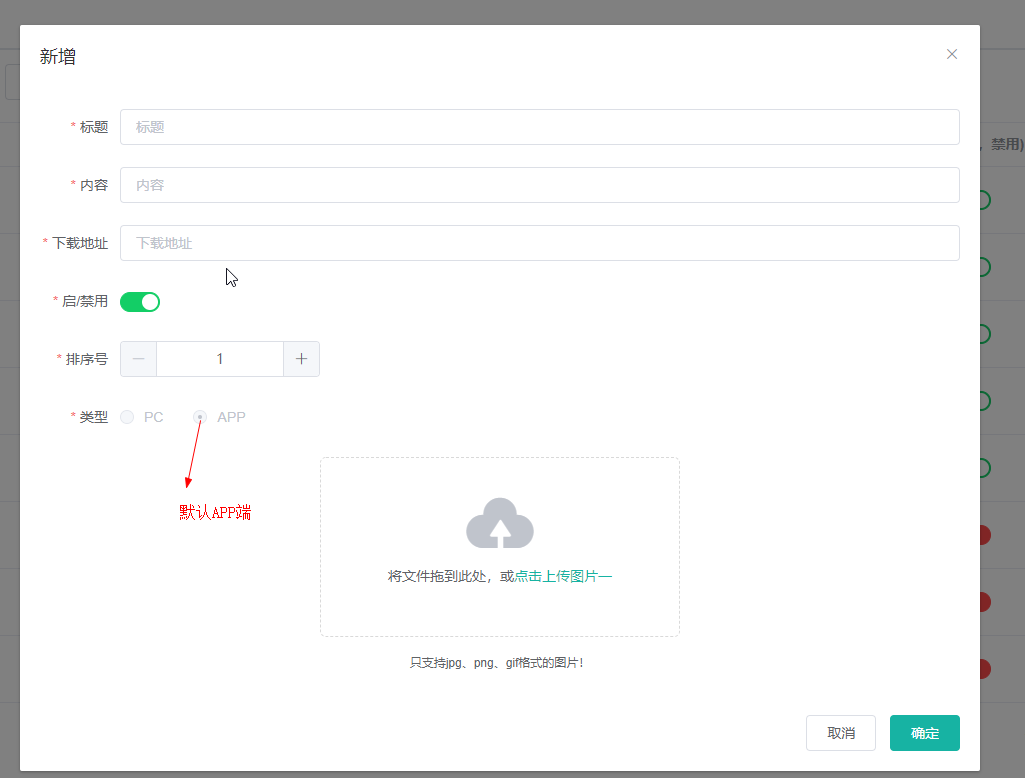 新增
，禁用)
* 标题 标题
* 内容 内容
* 下载地址 下载地址
* 启/禁用
* 排序号 1
* 类型 PC APP
默认APP端
将文件拖到此处，或点击上传图片一
只支持jpg、png、gif格式的图片！
取消 确定